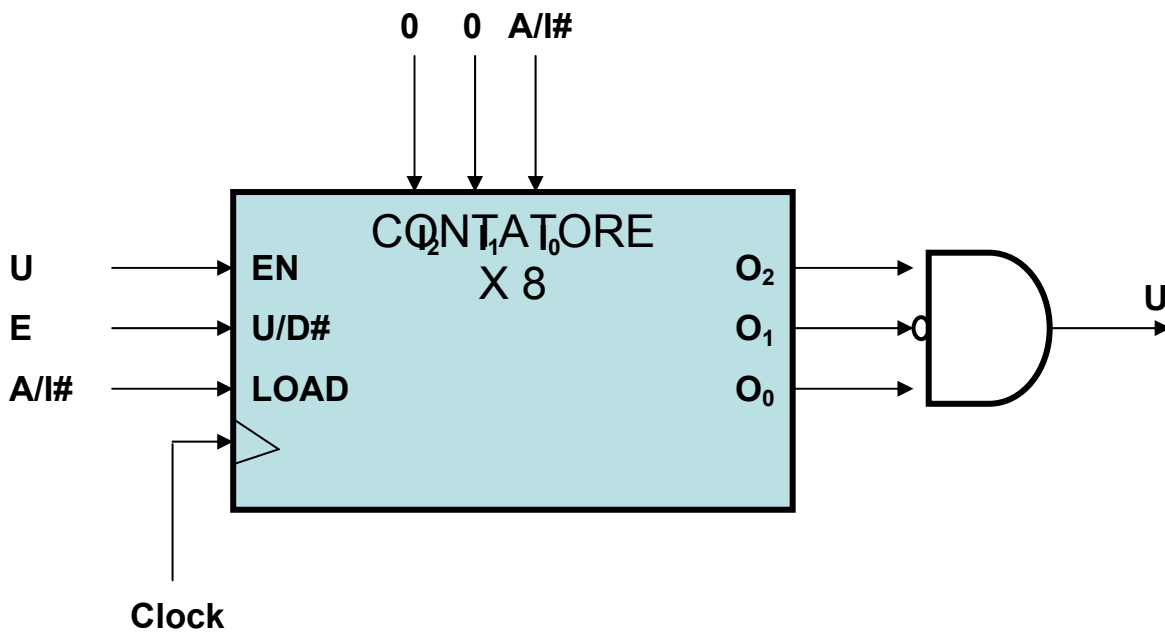 0 0 A/I#
CONTATORE
I₂ I₁ I₀
X 8
U EN O₂ U
E U/D# O₁
A/I# LOAD O₀
Clock